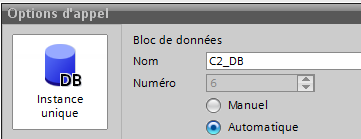 Options d'appel
Bloc de données
Nom C2_DB
Numéro 6
DB
Instance
unique
Manuel
Automatique